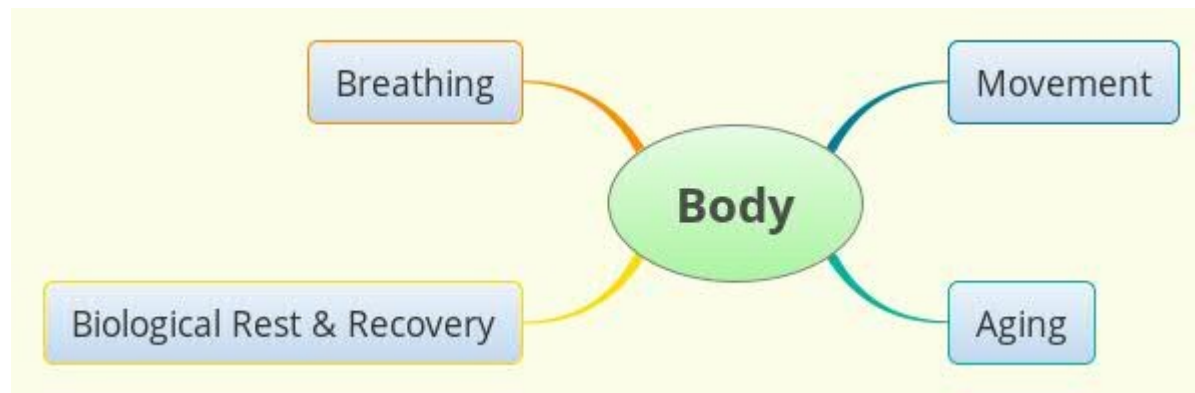 Breathing
Movement
Body
Biological Rest & Recovery
Aging